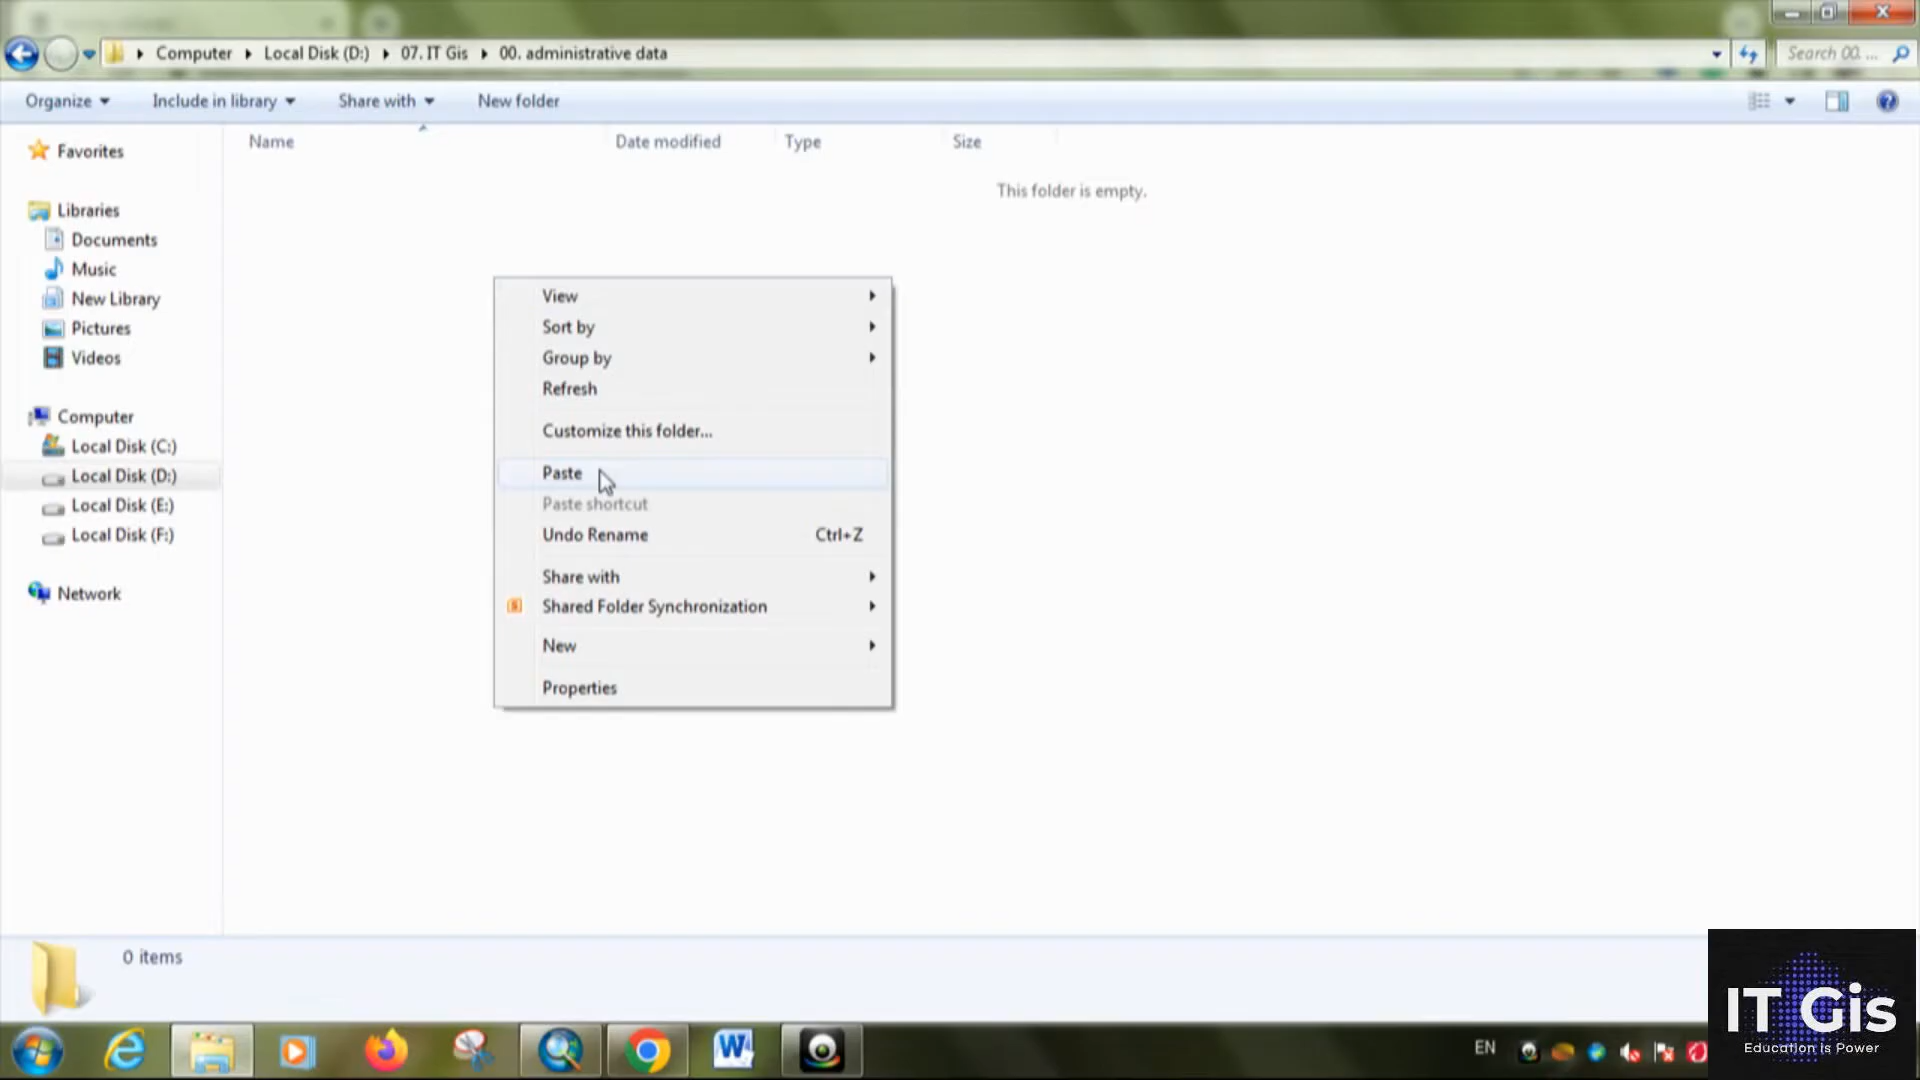 Computer Local Disk (D:) 07. IT Gis 00. administrative data
Search 00. ...
Organize Include in library Share with New folder
Name Date modified Type Size
This folder is empty.
Favorites
Libraries
Documents
Music
New Library
Pictures
Videos
Computer
Local Disk (C:)
Local Disk (D:)
Local Disk (E:)
Local Disk (F:)
Network
View
Sort by
Group by
Refresh
Customize this folder...
Paste
Paste shortcut
Undo Rename Ctrl+Z
Share with
Shared Folder Synchronization
New
Properties
0 items
EN
IT Gis
Education is Power